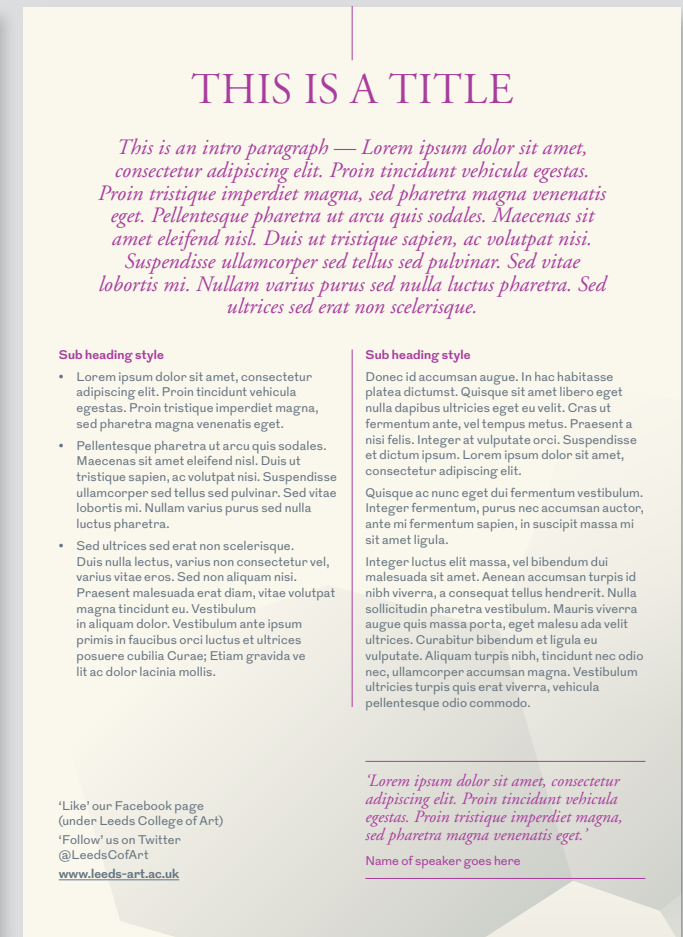 THIS IS A TITLE
This is an intro paragraph — Lorem ipsum dolor sit amet,
consectetur adipiscing elit. Proin tincidunt vehicula egestas.
Proin tristique imperdiet magna, sed pharetra magna venenatis
eget. Pellentesque pharetra ut arcu quis sodales. Maecenas sit
amet eleifend nisl. Duis ut tristique sapien, ac volutpat nisi.
Suspendisse ullamcorper sed tellus sed pulvinar. Sed vitae
lobortis mi. Nullam varius purus sed nulla luctus pharetra. Sed
ultrices sed erat non scelerisque.
Sub heading style
• Lorem ipsum dolor sit amet, consectetur
adipiscing elit. Proin tincidunt vehicula
egestas. Proin tristique imperdiet magna,
sed pharetra magna venenatis eget.
• Pellentesque pharetra ut arcu quis sodales.
Maecenas sit amet eleifend nisl. Duis ut
tristique sapien, ac volutpat nisi. Suspendisse
ullamcorper sed tellus sed pulvinar. Sed vitae
lobortis mi. Nullam varius purus sed nulla
luctus pharetra.
• Sed ultrices sed erat non scelerisque.
Duis nulla lectus, varius non consectetur vel,
varius vitae eros. Sed non aliquam nisi.
Praesent malesuada erat diam, vitae volutpat
magna tincidunt eu. Vestibulum
in aliquam dolor. Vestibulum ante ipsum
primis in faucibus orci luctus et ultrices
posuere cubilia Curae; Etiam gravida ve
lit ac dolor lacinia mollis.
Sub heading style
Donec id accumsan augue. In hac habitasse
platea dictumst. Quisque sit amet libero eget
nulla dapibus ultricies eget eu velit. Cras ut
fermentum ante, vel tempus metus. Praesent a
nisi felis. Integer at vulputate orci. Suspendisse
et dictum ipsum. Lorem ipsum dolor sit amet,
consectetur adipiscing elit.
Quisque ac nunc eget dui fermentum vestibulum.
Integer fermentum, purus nec accumsan auctor,
ante mi fermentum sapien, in suscipit massa mi
sit amet ligula.
Integer luctus elit massa, vel bibendum dui
malesuada sit amet. Aenean accumsan turpis id
nibh viverra, a consequat tellus hendrerit. Nulla
sollicitudin pharetra vestibulum. Mauris viverra
augue quis massa porta, eget malesu ada velit
ultrices. Curabitur bibendum et ligula eu
vulputate. Aliquam turpis nibh, tincidunt nec odio
nec, ullamcorper accumsan magna. Vestibulum
ultricies turpis quis erat viverra, vehicula
pellentesque odio commodo.
‘Like’ our Facebook page
(under Leeds College of Art)
‘Follow’ us on Twitter
@LeedsCofArt
www.leeds-art.ac.uk
‘Lorem ipsum dolor sit amet, consectetur
adipiscing elit. Proin tincidunt vehicula
egestas. Proin tristique imperdiet magna,
sed pharetra magna venenatis eget.’
Name of speaker goes here